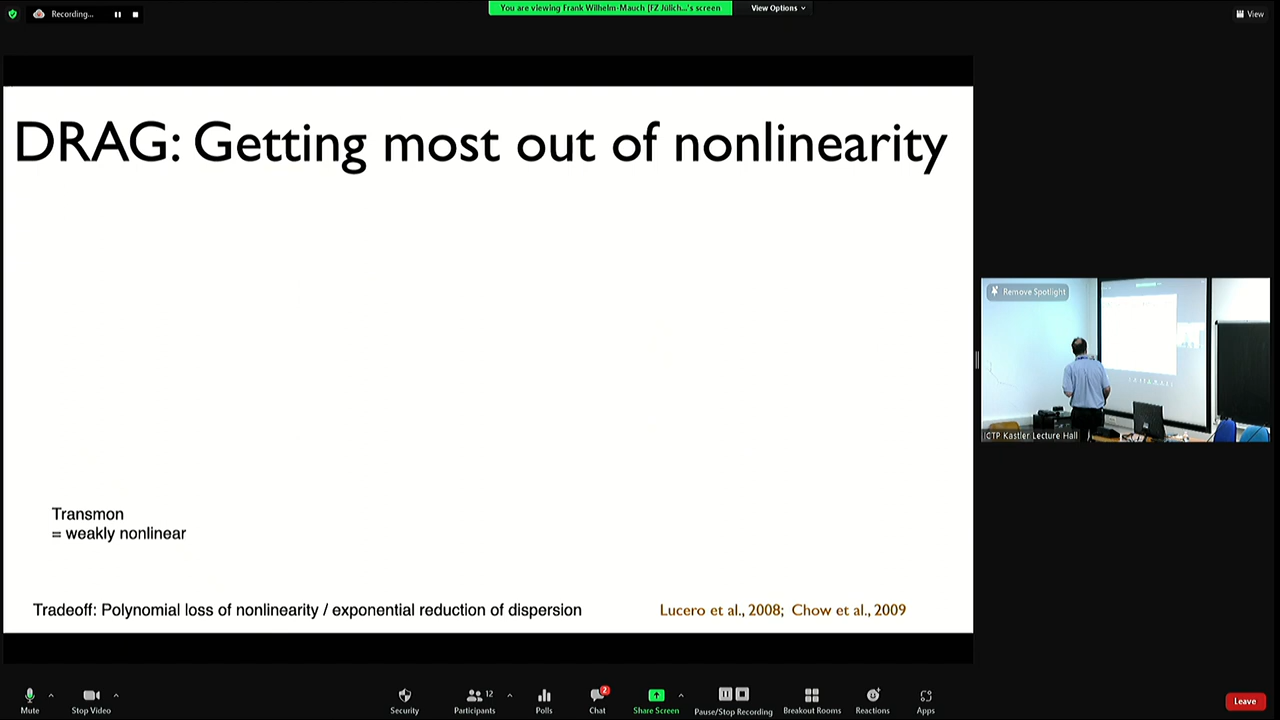 Recording...
You are viewing Frank Wilhelm-Mauch [FZ Jülich...'s screen
View Options
View
DRAG: Getting most out of nonlinearity
Remove Spotlight
ICTP Kastler Lecture Hall
Transmon
= weakly nonlinear
Tradeoff: Polynomial loss of nonlinearity / exponential reduction of dispersion
Lucero et al., 2008; Chow et al., 2009
Mute
Stop Video
Security
12
Participants
Polls
2
Chat
Share Screen
Pause/Stop Recording
Breakout Rooms
Reactions
Apps
Leave